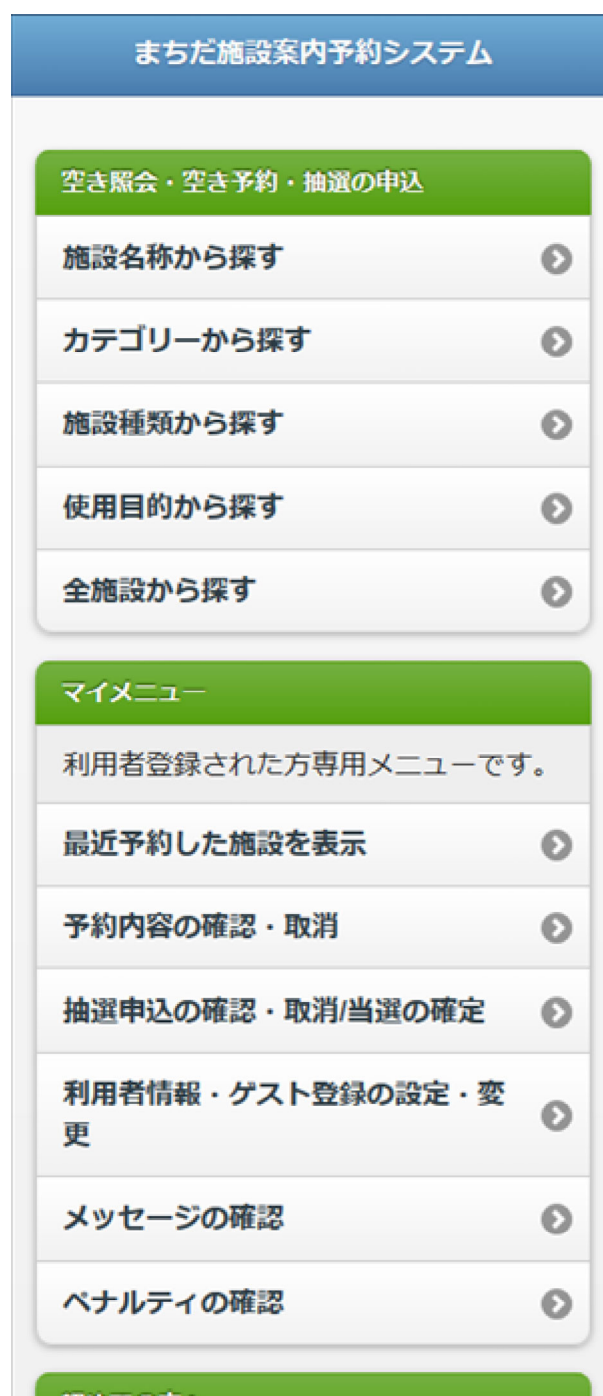 まちだ施設案内予約システム
空き照会・空き予約・抽選の申込
施設名称から探す
カテゴリーから探す
施設種類から探す
使用目的から探す
全施設から探す
マイメニュー
利用者登録された方専用メニューです。
最近予約した施設を表示
予約内容の確認・取消
抽選申込の確認・取消/当選の確定
利用者情報・ゲスト登録の設定・変
更
メッセージの確認
ペナルティの確認